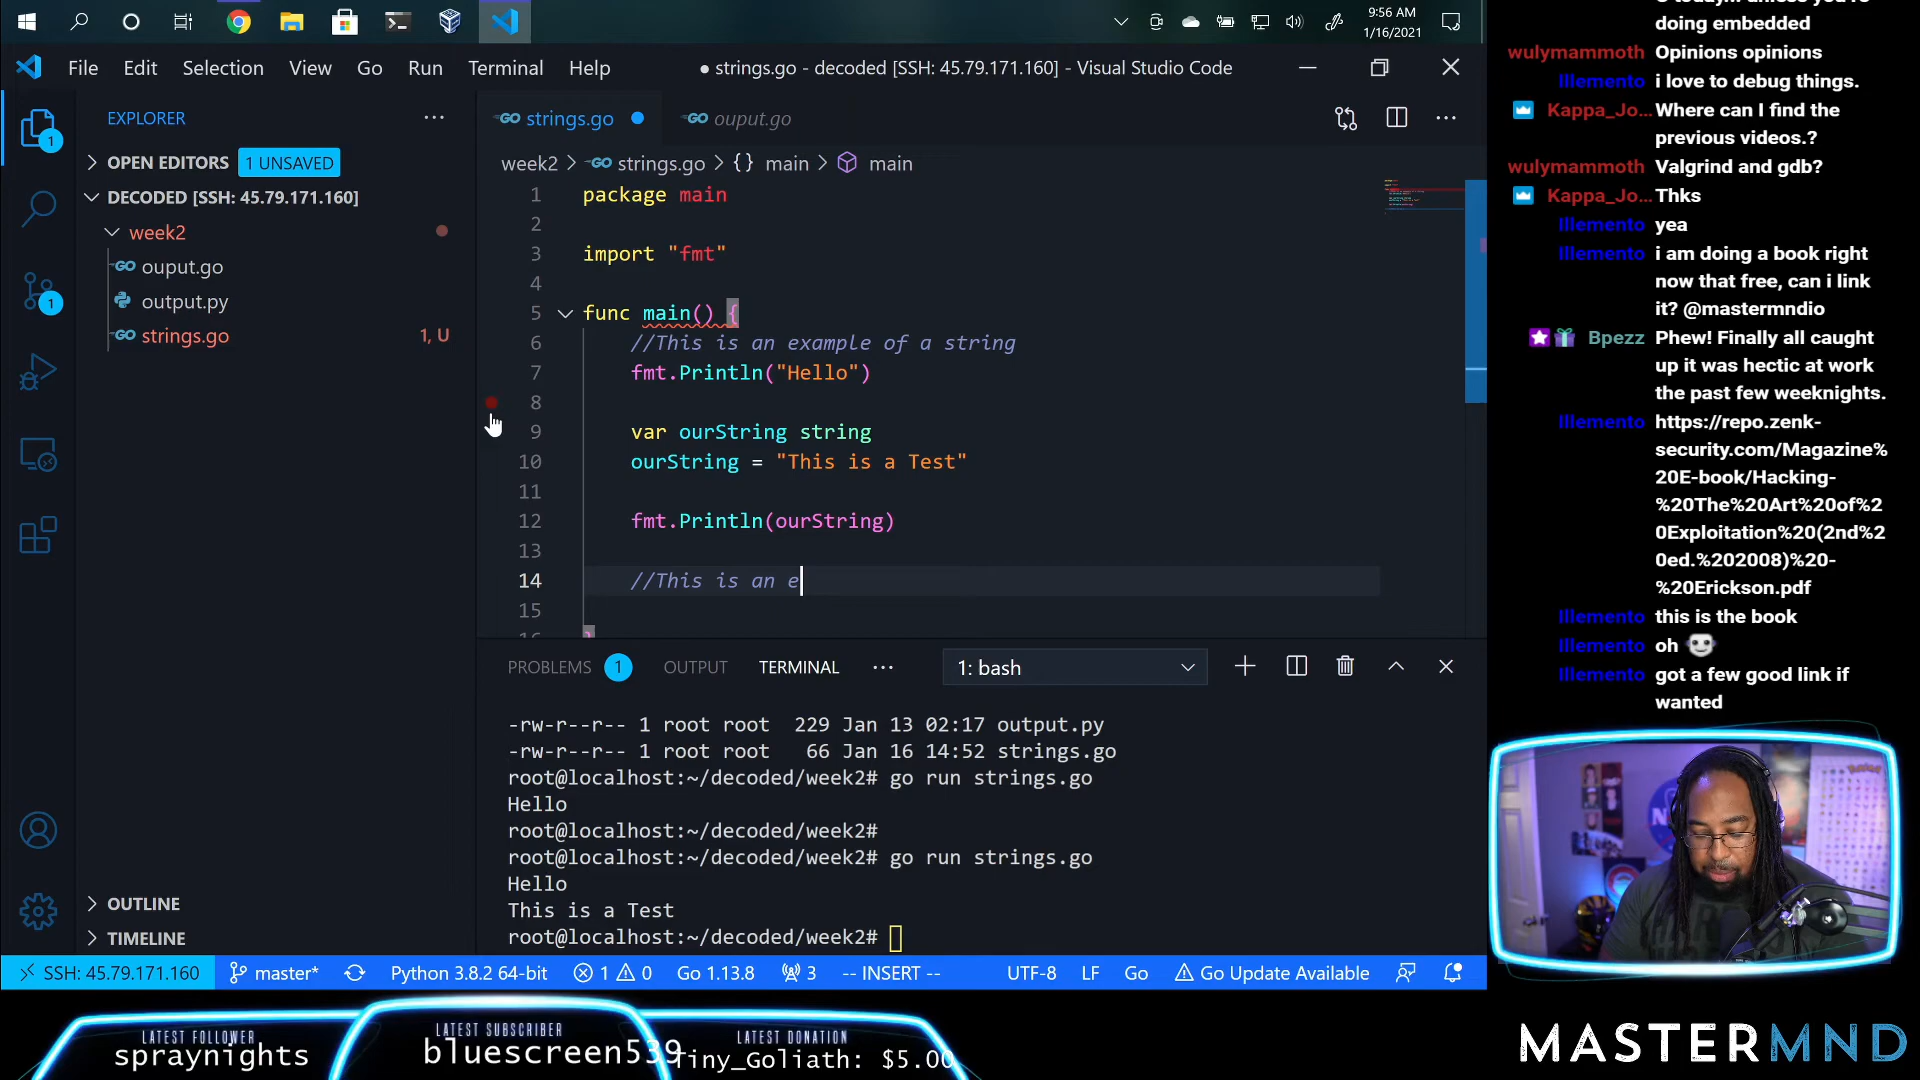 9:56 AM
1/16/2021
File Edit Selection View Go Run Terminal Help
● strings.go - decoded [SSH: 45.79.171.160] - Visual Studio Code
EXPLORER
OPEN EDITORS 1 UNSAVED
DECODED [SSH: 45.79.171.160]
week2
ouput.go
output.py
strings.go 1, U
OUTLINE
TIMELINE
1
1
strings.go ouput.go
week2 > strings.go > {} main > main
1 package main
2
3 import "fmt"
4
5 func main() {
6 //This is an example of a string
7 fmt.Println("Hello")
8
9 var ourString string
10 ourString = "This is a Test"
11
12 fmt.Println(ourString)
13
14 //This is an e
15
16 }
PROBLEMS 1 OUTPUT TERMINAL ··· 1: bash
-rw-r--r-- 1 root root 229 Jan 13 02:17 output.py
-rw-r--r-- 1 root root 66 Jan 16 14:52 strings.go
root@localhost:~/decoded/week2# go run strings.go
Hello
root@localhost:~/decoded/week2#
root@localhost:~/decoded/week2# go run strings.go
Hello
This is a Test
root@localhost:~/decoded/week2#
SSH: 45.79.171.160 master* Python 3.8.2 64-bit 1 0 Go 1.13.8 3 -- INSERT -- UTF-8 LF Go Go Update Available
doing embedded
wulymammoth Opinions opinions
Illemento i love to debug things.
Kappa_Jo... Where can I find the
previous videos.?
wulymammoth Valgrind and gdb?
Kappa_Jo... Thks
Illemento yea
Illemento i am doing a book right
now that free, can i link
it? @mastermndio
Bpezz Phew! Finally all caught
up it was hectic at work
the past few weeknights.
Illemento https://repo.zenk-
security.com/Magazine%
20E-book/Hacking-
%20The%20Art%20of%2
0Exploitation%20(2nd%2
0ed.%202008)%20-
%20Erickson.pdf
Illemento this is the book
Illemento oh
Illemento got a few good link if
wanted
LATEST FOLLOWER
spraynights
LATEST SUBSCRIBER
bluescreen539
LATEST DONATION
Tiny_Goliath: $5.00
MASTERMND